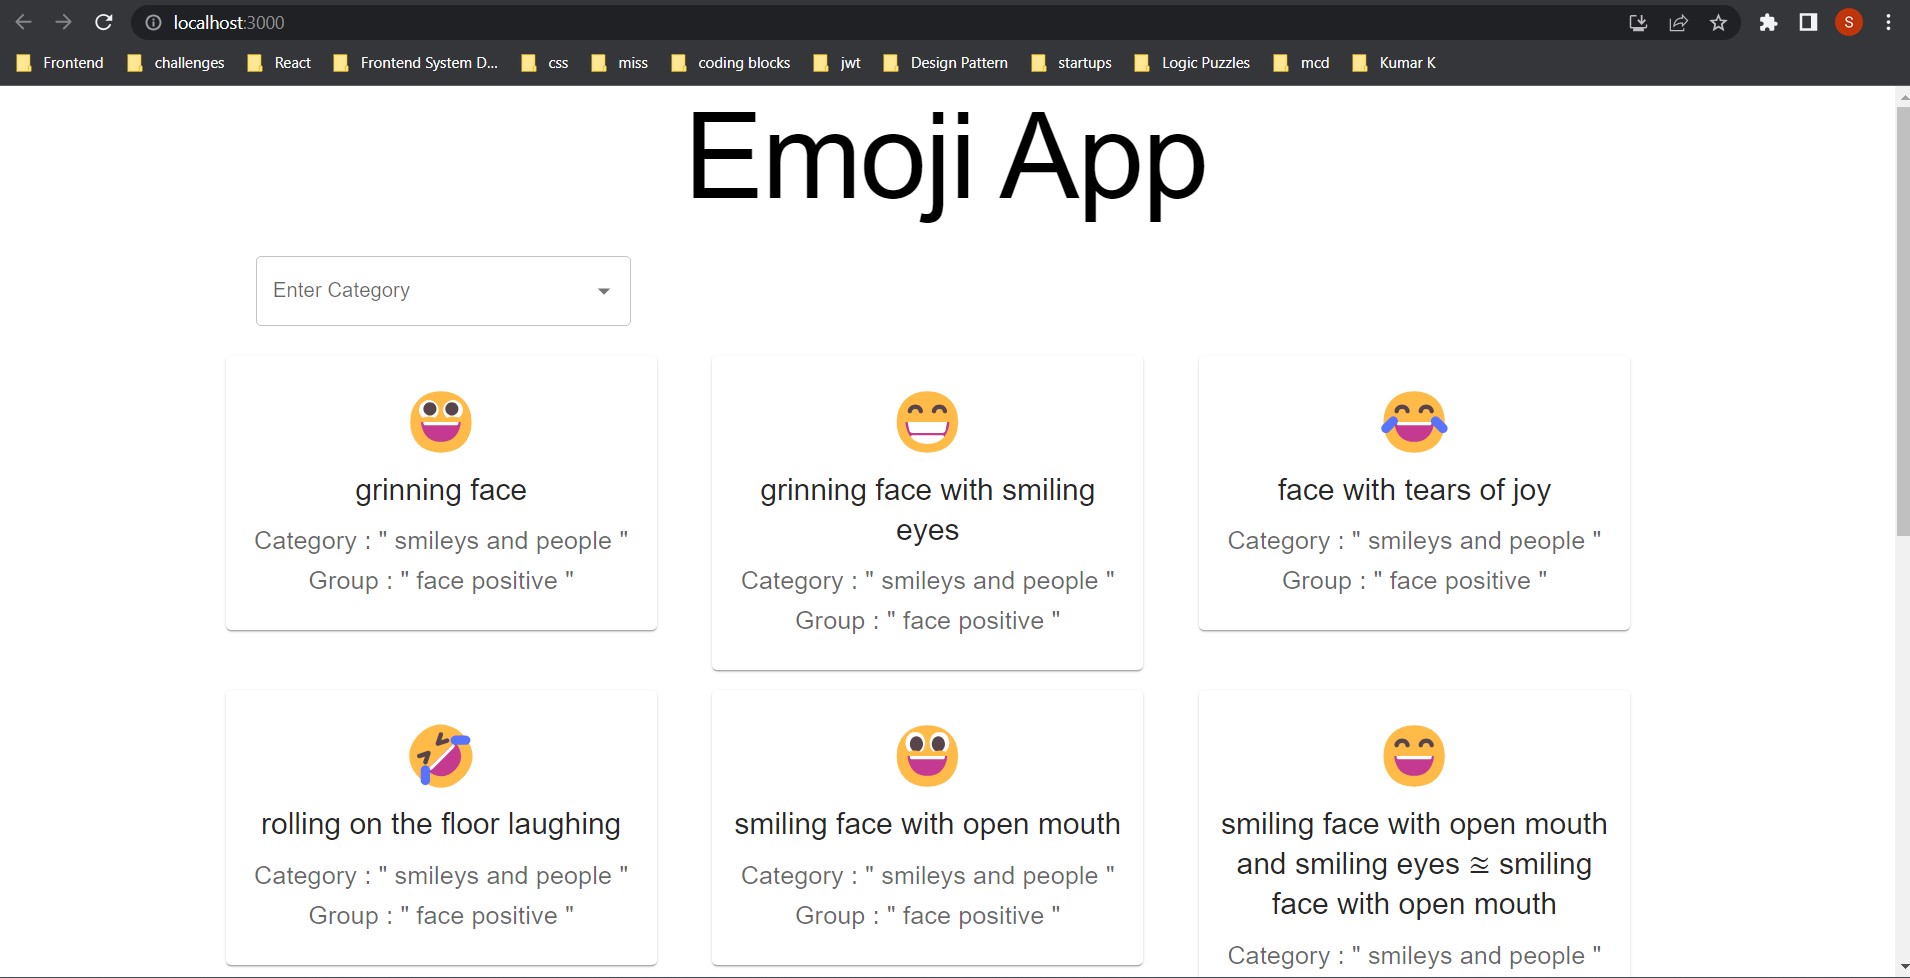 localhost:3000
S
Frontend challenges React Frontend System D... css miss coding blocks jwt Design Pattern startups Logic Puzzles mcd Kumar K
Emoji App
Enter Category
grinning face
Category : " smileys and people "
Group : " face positive "
grinning face with smiling
eyes
Category : " smileys and people "
Group : " face positive "
face with tears of joy
Category : " smileys and people "
Group : " face positive "
rolling on the floor laughing
Category : " smileys and people "
Group : " face positive "
smiling face with open mouth
Category : " smileys and people "
Group : " face positive "
smiling face with open mouth
and smiling eyes ≊ smiling
face with open mouth
Category : " smileys and people "